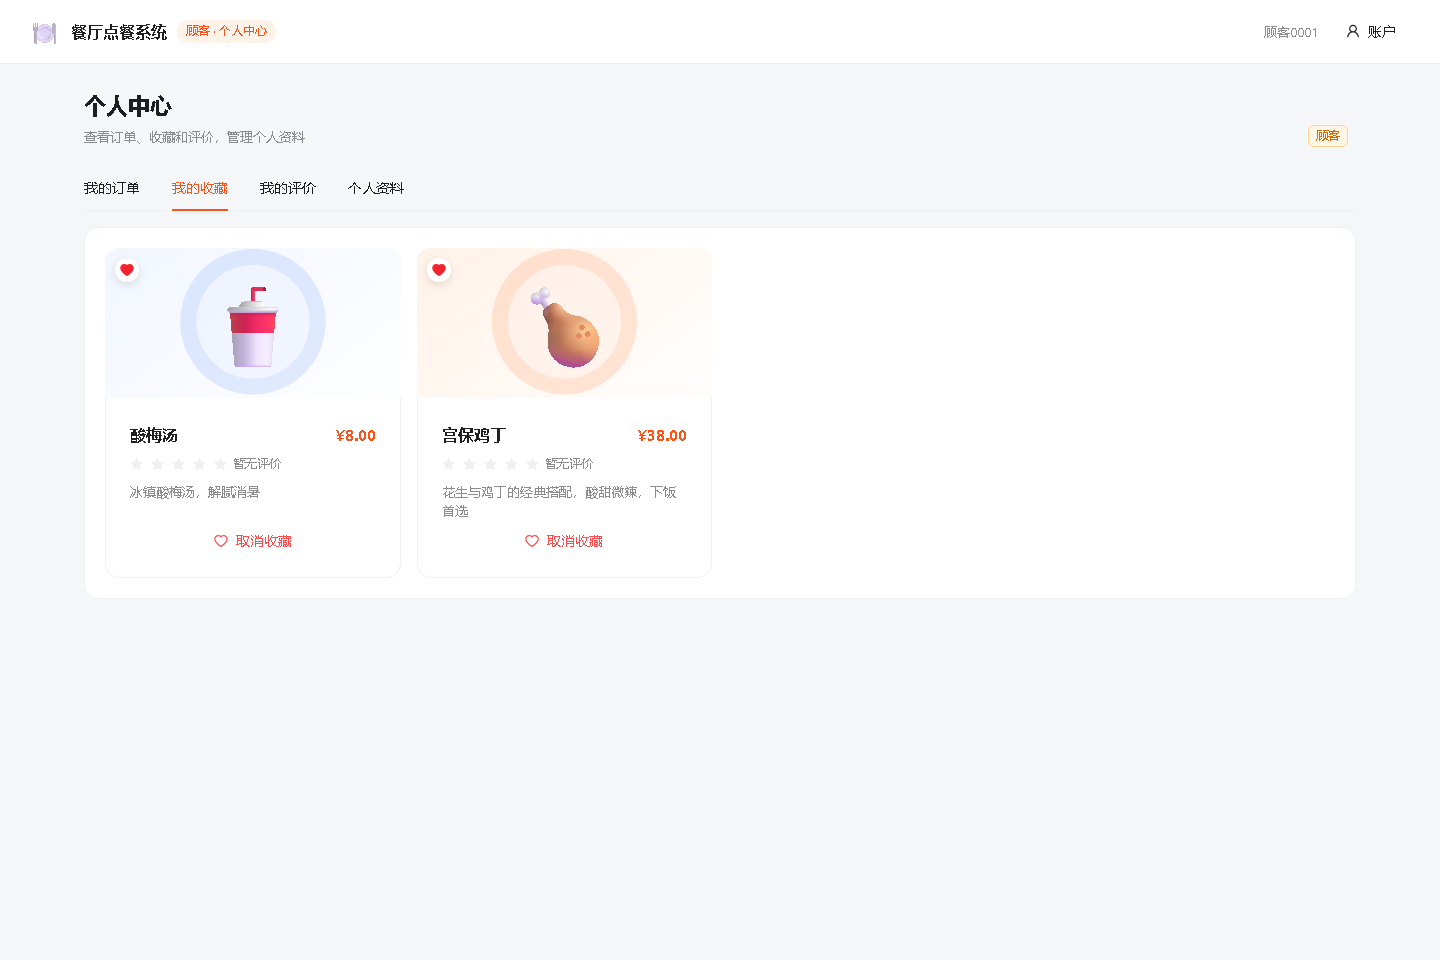 餐厅点餐系统 顾客 · 个人中心 顾客0001 账户
个人中心
查看订单、收藏和评价，管理个人资料
顾客
我的订单 我的收藏 我的评价 个人资料
酸梅汤 ¥8.00
暂无评价
冰镇酸梅汤，解腻消暑
取消收藏
宫保鸡丁 ¥38.00
暂无评价
花生与鸡丁的经典搭配，酸甜微辣，下饭
首选
取消收藏